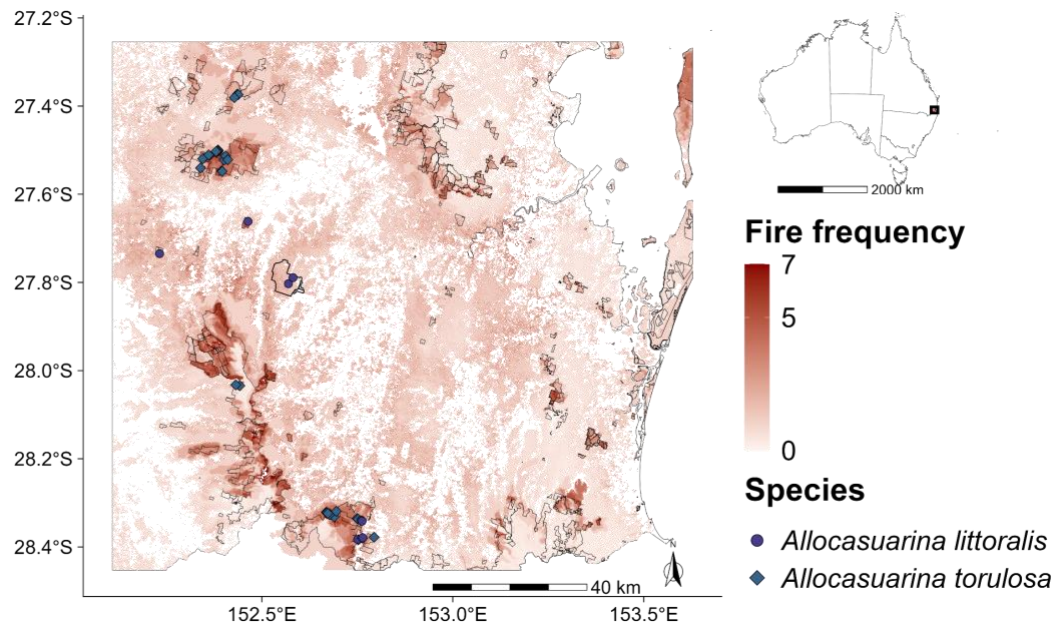 27.2°S
27.4°S
27.6°S
27.8°S
28.0°S
28.2°S
28.4°S
152.5°E
153.0°E
153.5°E
40 km
N
2000 km
Fire frequency
7
5
0
Species
Allocasuarina littoralis
Allocasuarina torulosa